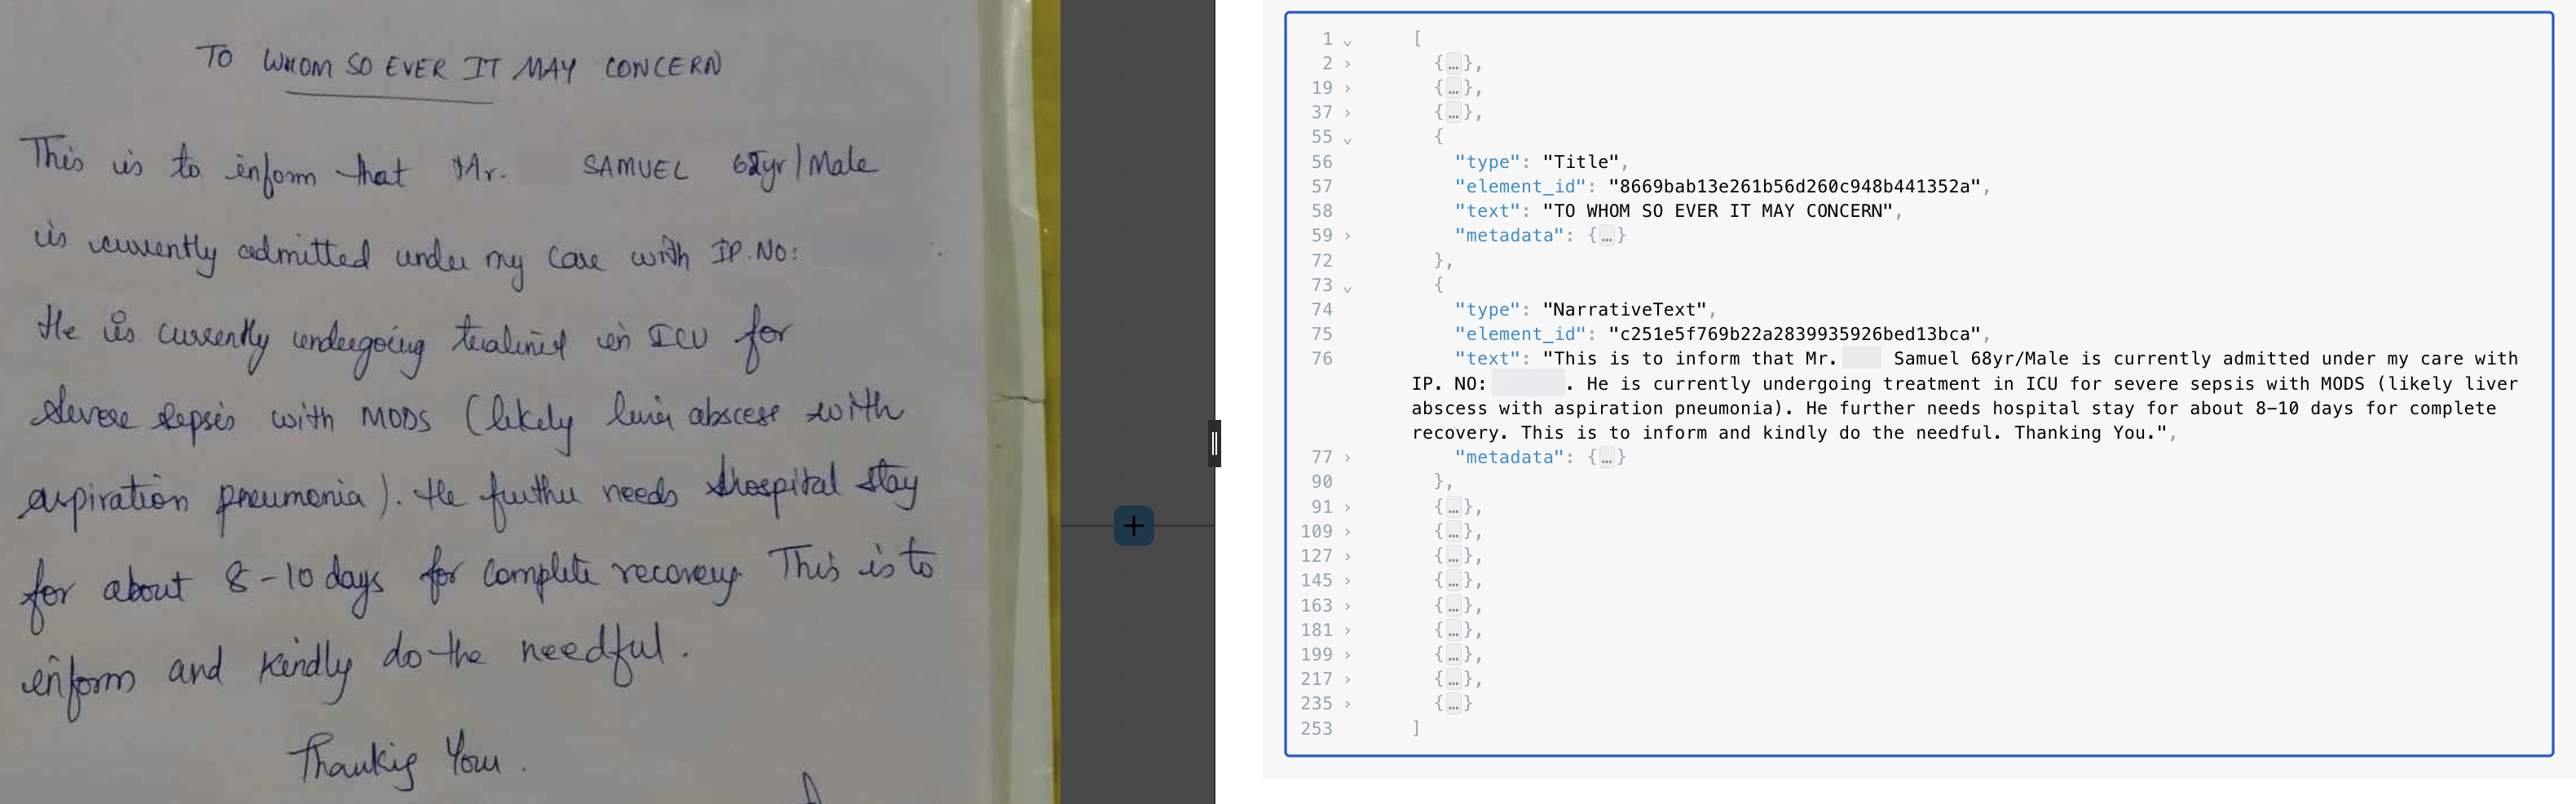 TO WHOM SO EVER IT MAY CONCERN
This is to inform that Mr. SAMUEL yr/Male
is currently admitted under my care with IP.NO:
He is currently undergoing in ICU for
severe sepsis with MODS (likely liver abscess with
aspiration pneumonia). He further needs hospital stay
for about 8-10 days for complete recovery. This is to
inform and kindly do the needful.
Thanking You.
1 [
2 {…},
19 {…},
37 {…},
55 {
56 "type": "Title",
57 "element_id": "8669bab13e261b56d260c948b441352a",
58 "text": "TO WHOM SO EVER IT MAY CONCERN",
59 "metadata": {…}
72 },
73 {
74 "type": "NarrativeText",
75 "element_id": "c251e5f769b22a2839935926bed13bca",
76 "text": "This is to inform that Mr. Samuel 68yr/Male is currently admitted under my care with
IP. NO: . He is currently undergoing treatment in ICU for severe sepsis with MODS (likely liver
abscess with aspiration pneumonia). He further needs hospital stay for about 8–10 days for complete
recovery. This is to inform and kindly do the needful. Thanking You.",
77 "metadata": {…}
90 },
91 {…},
109 {…},
127 {…},
145 {…},
163 {…},
181 {…},
199 {…},
217 {…},
235 {…}
253 ]